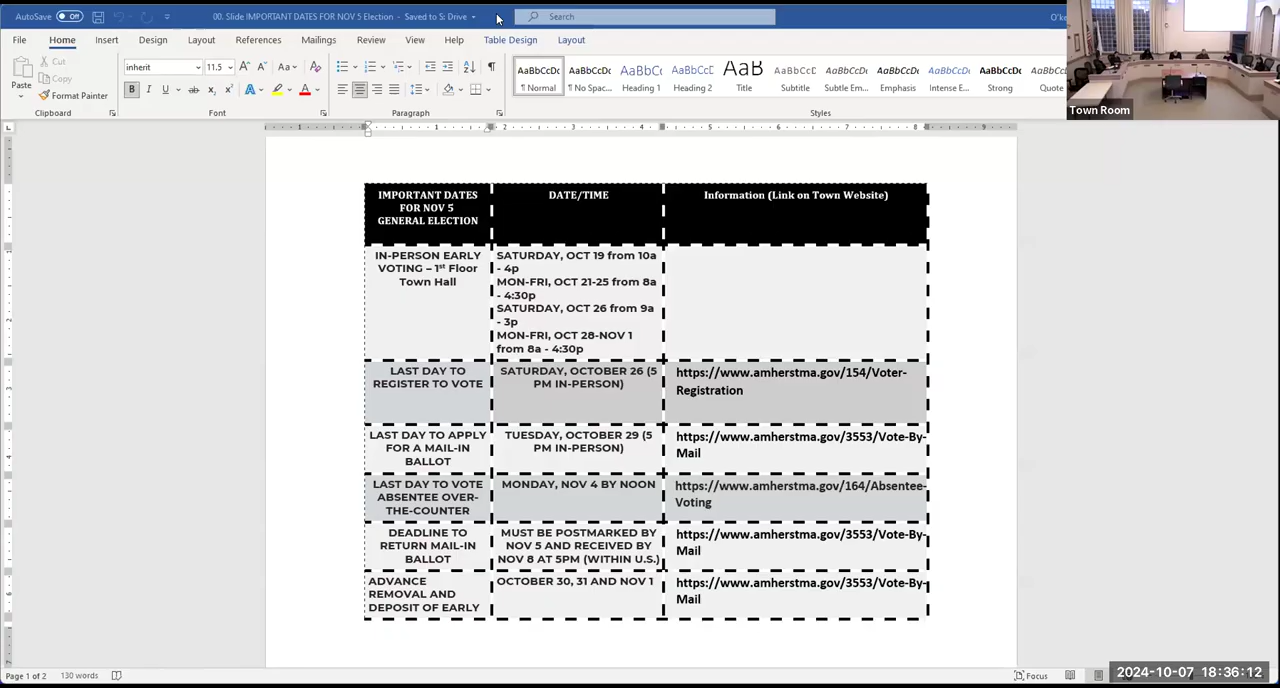 AutoSave Off
00. Slide IMPORTANT DATES FOR NOV 5 Election - Saved to S: Drive
Search
O'ke
File Home Insert Design Layout References Mailings Review View Help Table Design Layout
Paste
Cut
Copy
Format Painter
Clipboard
inherit 11.5
Font
Paragraph
AaBbCcDc AaBbCcDc AaBbCc AaBbCcD AaB AaBbCcD AaBbCcDc AaBbCcDc AaBbCcDc AaBbCcDc AaBbCcDc
¶ Normal ¶ No Spac... Heading 1 Heading 2 Title Subtitle Subtle Em... Emphasis Intense E... Strong Quote
Styles
Town Room
IMPORTANT DATES
FOR NOV 5
GENERAL ELECTION
DATE/TIME
Information (Link on Town Website)
IN-PERSON EARLY
VOTING – 1st Floor
Town Hall
SATURDAY, OCT 19 from 10a
- 4p
MON-FRI, OCT 21-25 from 8a
- 4:30p
SATURDAY, OCT 26 from 9a
- 3p
MON-FRI, OCT 28-NOV 1
from 8a - 4:30p
LAST DAY TO
REGISTER TO VOTE
SATURDAY, OCTOBER 26 (5
PM IN-PERSON)
https://www.amherstma.gov/154/Voter-
Registration
LAST DAY TO APPLY
FOR A MAIL-IN
BALLOT
TUESDAY, OCTOBER 29 (5
PM IN-PERSON)
https://www.amherstma.gov/3553/Vote-By-
Mail
LAST DAY TO VOTE
ABSENTEE OVER-
THE-COUNTER
MONDAY, NOV 4 BY NOON
https://www.amherstma.gov/164/Absentee-
Voting
DEADLINE TO
RETURN MAIL-IN
BALLOT
MUST BE POSTMARKED BY
NOV 5 AND RECEIVED BY
NOV 8 AT 5PM (WITHIN U.S.)
https://www.amherstma.gov/3553/Vote-By-
Mail
ADVANCE
REMOVAL AND
DEPOSIT OF EARLY
OCTOBER 30, 31 AND NOV 1
https://www.amherstma.gov/3553/Vote-By-
Mail
Page 1 of 2 130 words
Focus
2024-10-07 18:36:12